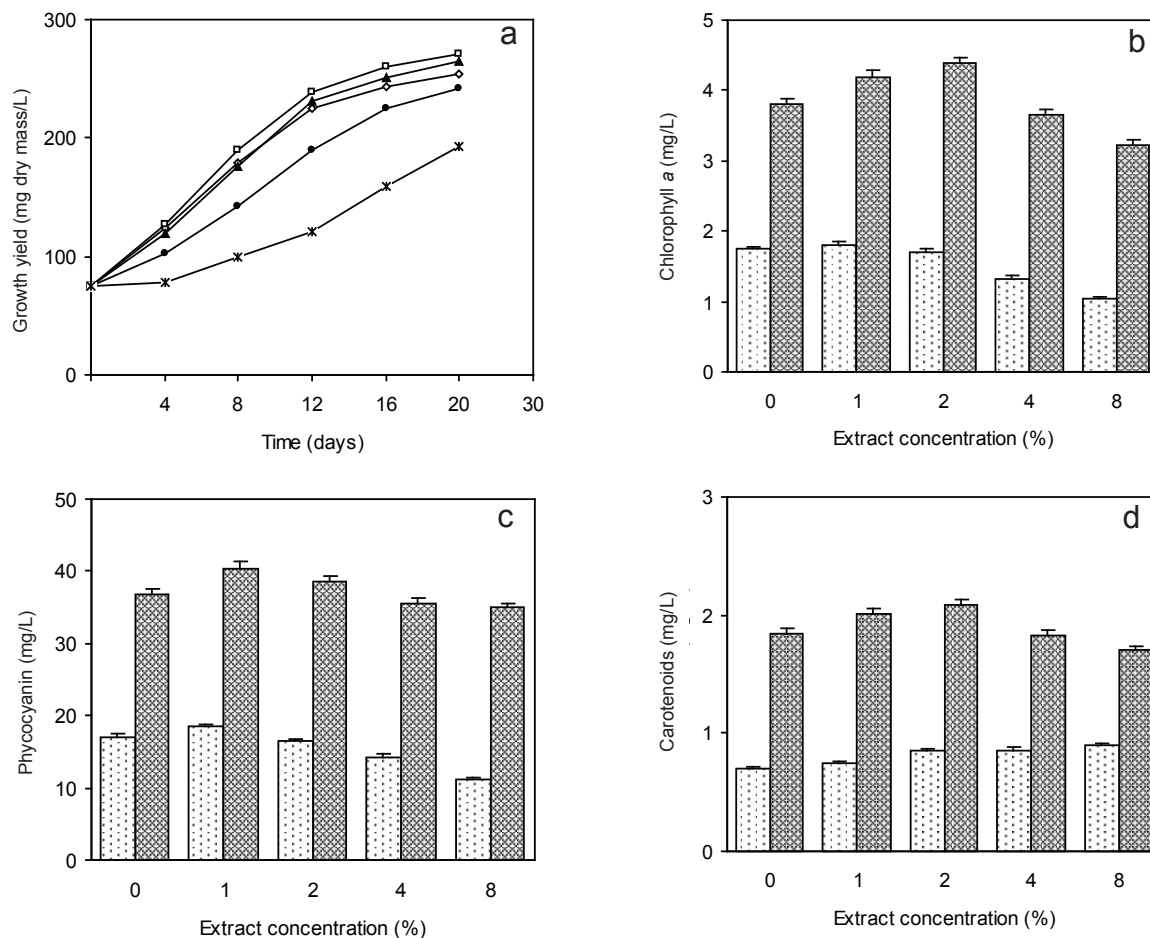 a
300
200
100
0
Growth yield (mg dry mass/L)
4 8 12 16 20 30
Time (days)
b
5
4
3
2
1
0
Chlorophyll a (mg/L)
0 1 2 4 8
Extract concentration (%)
c
50
40
30
20
10
0
Phycocyanin (mg/L)
0 1 2 4 8
Extract concentration (%)
d
3
2
1
0
Carotenoids (mg/L)
0 1 2 4 8
Extract concentration (%)